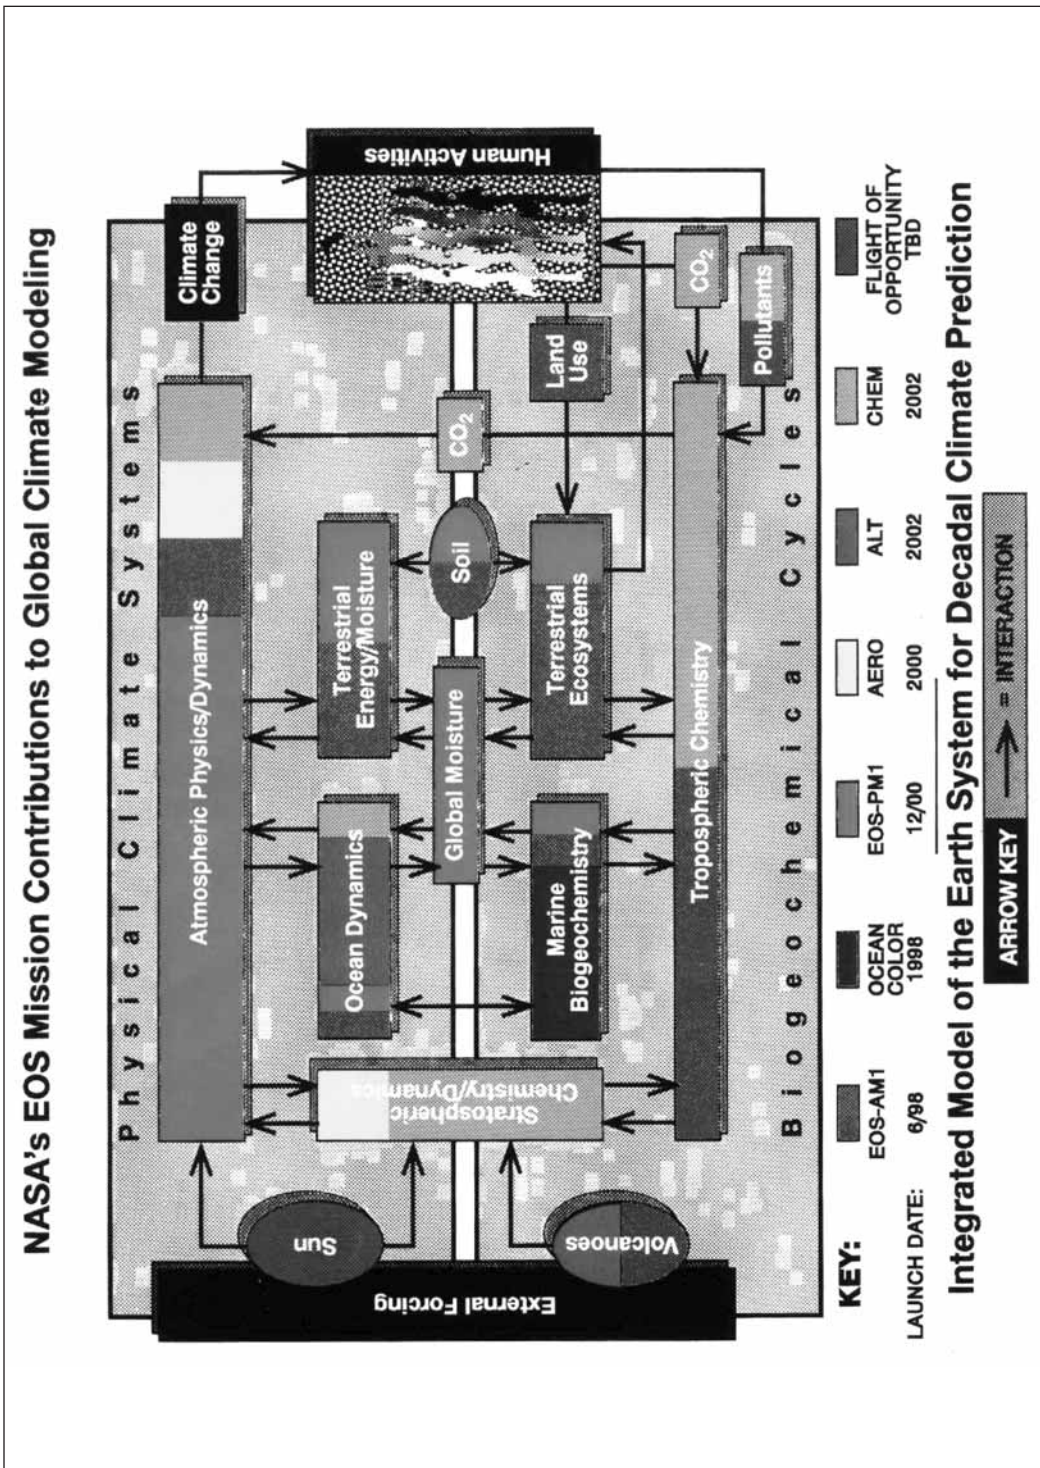 NASA's EOS Mission Contributions to Global Climate Modeling
Physical Climate Systems
Climate
Change
Atmospheric Physics/Dynamics
Human Activities
External Forcing
Sun
Volcanoes
Stratospheric
Chemistry/Dynamics
Ocean Dynamics
Terrestrial
Energy/Moisture
Global Moisture
Soil
CO₂
Marine
Biogeochemistry
Terrestrial
Ecosystems
Land
Use
CO₂
Pollutants
Tropospheric Chemistry
Biogeochemical Cycles
KEY:
EOS-AM1
OCEAN
COLOR
EOS-PM1
AERO
ALT
CHEM
FLIGHT OF
OPPORTUNITY
LAUNCH DATE:
6/98
1998
12/00
2000
2002
2002
TBD
Integrated Model of the Earth System for Decadal Climate Prediction
ARROW KEY
= INTERACTION